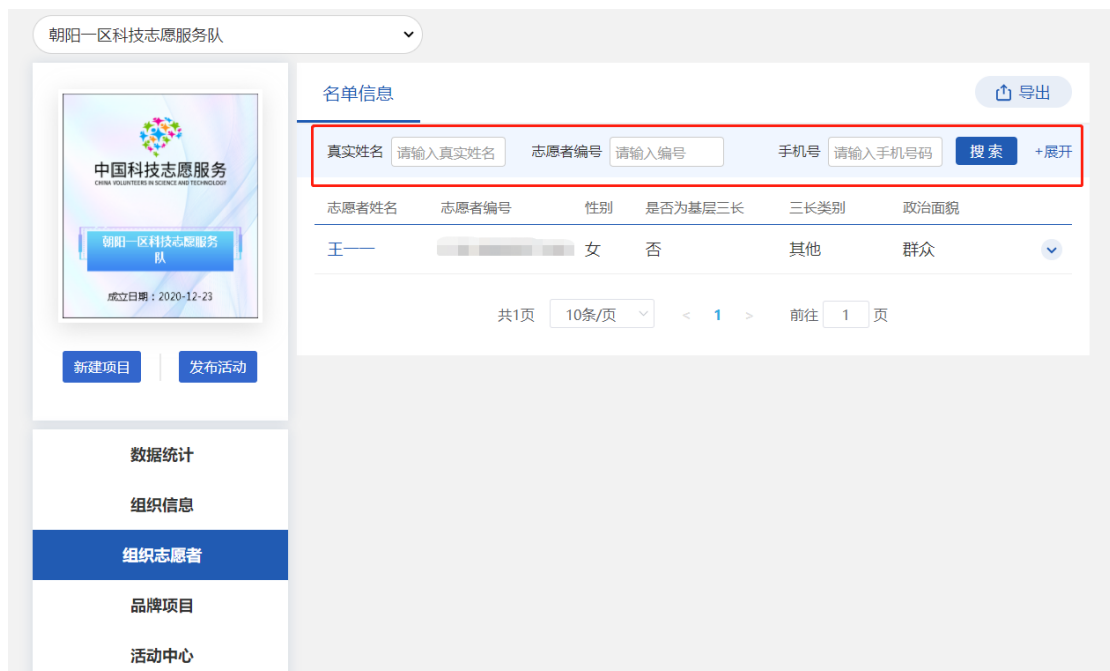 朝阳一区科技志愿服务队
中国科技志愿服务
CHINA VOLUNTEERS IN SCIENCE AND TECHNOLOGY
朝阳一区科技志愿服务
队
成立日期：2020-12-23
新建项目 发布活动
数据统计
组织信息
组织志愿者
品牌项目
活动中心
名单信息 导出
真实姓名 请输入真实姓名 志愿者编号 请输入编号 手机号 请输入手机号码 搜索 +展开
志愿者姓名 志愿者编号 性别 是否为基层三长 三长类别 政治面貌
王一一 女 否 其他 群众
共1页 10条/页 < 1 > 前往 1 页